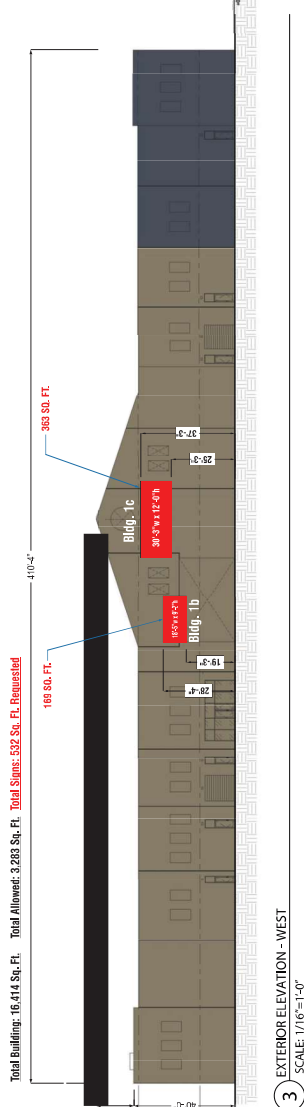 Total Building: 16,414 Sq. Ft. Total Allowed: 3,283 Sq. Ft. Total Signs: 532 Sq. Ft. Requested
410'-4"
169 SQ. FT.
363 SQ. FT.
Bldg. 1c
30'-3"w x 12'-0"h
37'-3"
25'-3"
Bldg. 1b
28'-4"
19'-3"
40'-0"
3
EXTERIOR ELEVATION - WEST
SCALE: 1/16"=1'-0"